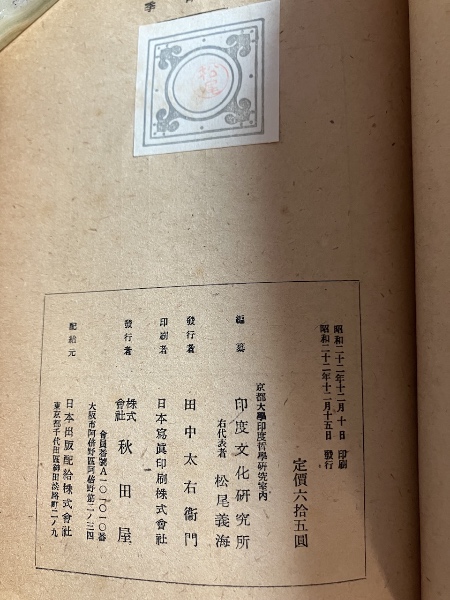 季
松尾
昭和二十二年十二月十日 印刷
昭和二十二年十二月十五日 發行
定價六拾五圓
編纂
京都大學印度哲學研究室內
印度文化研究所
右代表者 松尾義海
發行者 田中太右衞門
印刷者 日本寫眞印刷株式會社
發行者 株式會社 秋田屋
會員番號A一〇一〇一〇番
大阪市阿倍野區阿倍野筋二ノ三四
配給元 日本出版配給株式會社
東京都千代田區神田淡路町二ノ九